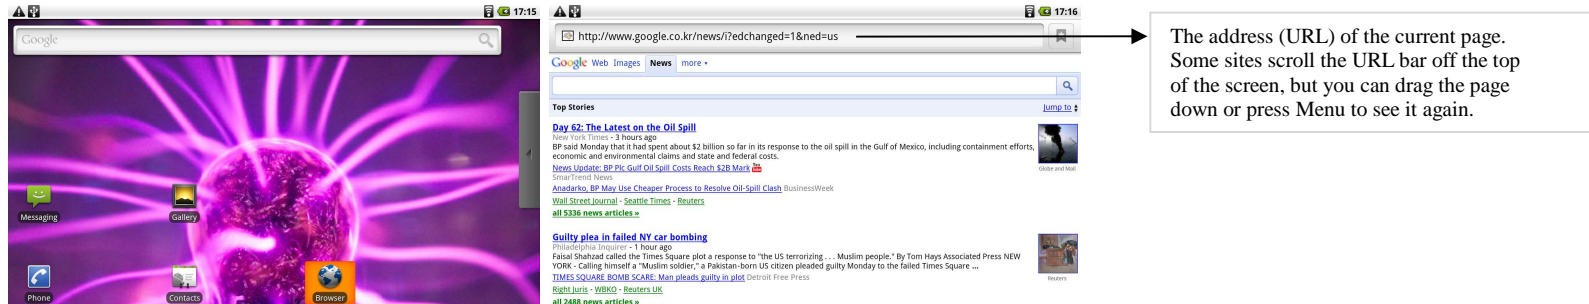 17:15
Google
Messaging
Gallery
Phone
Contacts
Browser
17:16
http://www.google.co.kr/news/i?edchanged=1&ned=us
Google Web Images News more
Top Stories
Jump to
Day 62: The Latest on the Oil Spill
New York Times - 3 hours ago
BP said Monday that it had spent about $2 billion so far in its response to the oil spill in the Gulf of Mexico, including containment efforts,
economic and environmental claims and state and federal costs.
News Update: BP Plc Gulf Oil Spill Costs Reach $2B Mark
SmarTrend News
Anadarko, BP May Use Cheaper Process to Resolve Oil-Spill Clash BusinessWeek
Wall Street Journal - Seattle Times - Reuters
all 5336 news articles »
Globe and Mail
Guilty plea in failed NY car bombing
Philadelphia Inquirer - 1 hour ago
Faisal Shahzad called the Times Square plot a response to "the US terrorizing . . . Muslim people." By Tom Hays Associated Press NEW
YORK - Calling himself a "Muslim soldier," a Pakistan-born US citizen pleaded guilty Monday to the failed Times Square ...
TIMES SQUARE BOMB SCARE: Man pleads guilty in plot Detroit Free Press
Right Juris - WBKO - Reuters UK
all 2488 news articles »
Reuters
The address (URL) of the current page.
Some sites scroll the URL bar off the top
of the screen, but you can drag the page
down or press Menu to see it again.